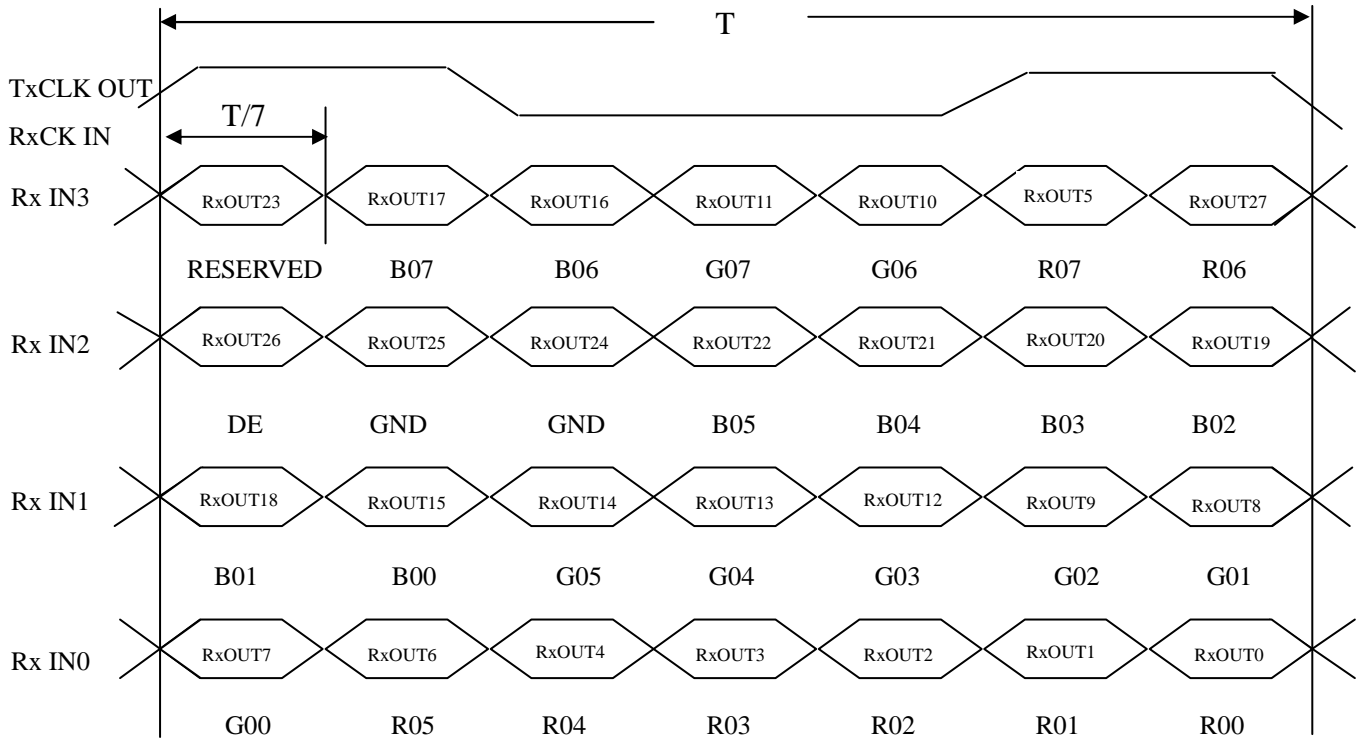 T
TxCLK OUT
T/7
RxCK IN
Rx IN3 RxOUT23 RxOUT17 RxOUT16 RxOUT11 RxOUT10 RxOUT5 RxOUT27
RESERVED B07 B06 G07 G06 R07 R06
Rx IN2 RxOUT26 RxOUT25 RxOUT24 RxOUT22 RxOUT21 RxOUT20 RxOUT19
DE GND GND B05 B04 B03 B02
Rx IN1 RxOUT18 RxOUT15 RxOUT14 RxOUT13 RxOUT12 RxOUT9 RxOUT8
B01 B00 G05 G04 G03 G02 G01
Rx IN0 RxOUT7 RxOUT6 RxOUT4 RxOUT3 RxOUT2 RxOUT1 RxOUT0
G00 R05 R04 R03 R02 R01 R00